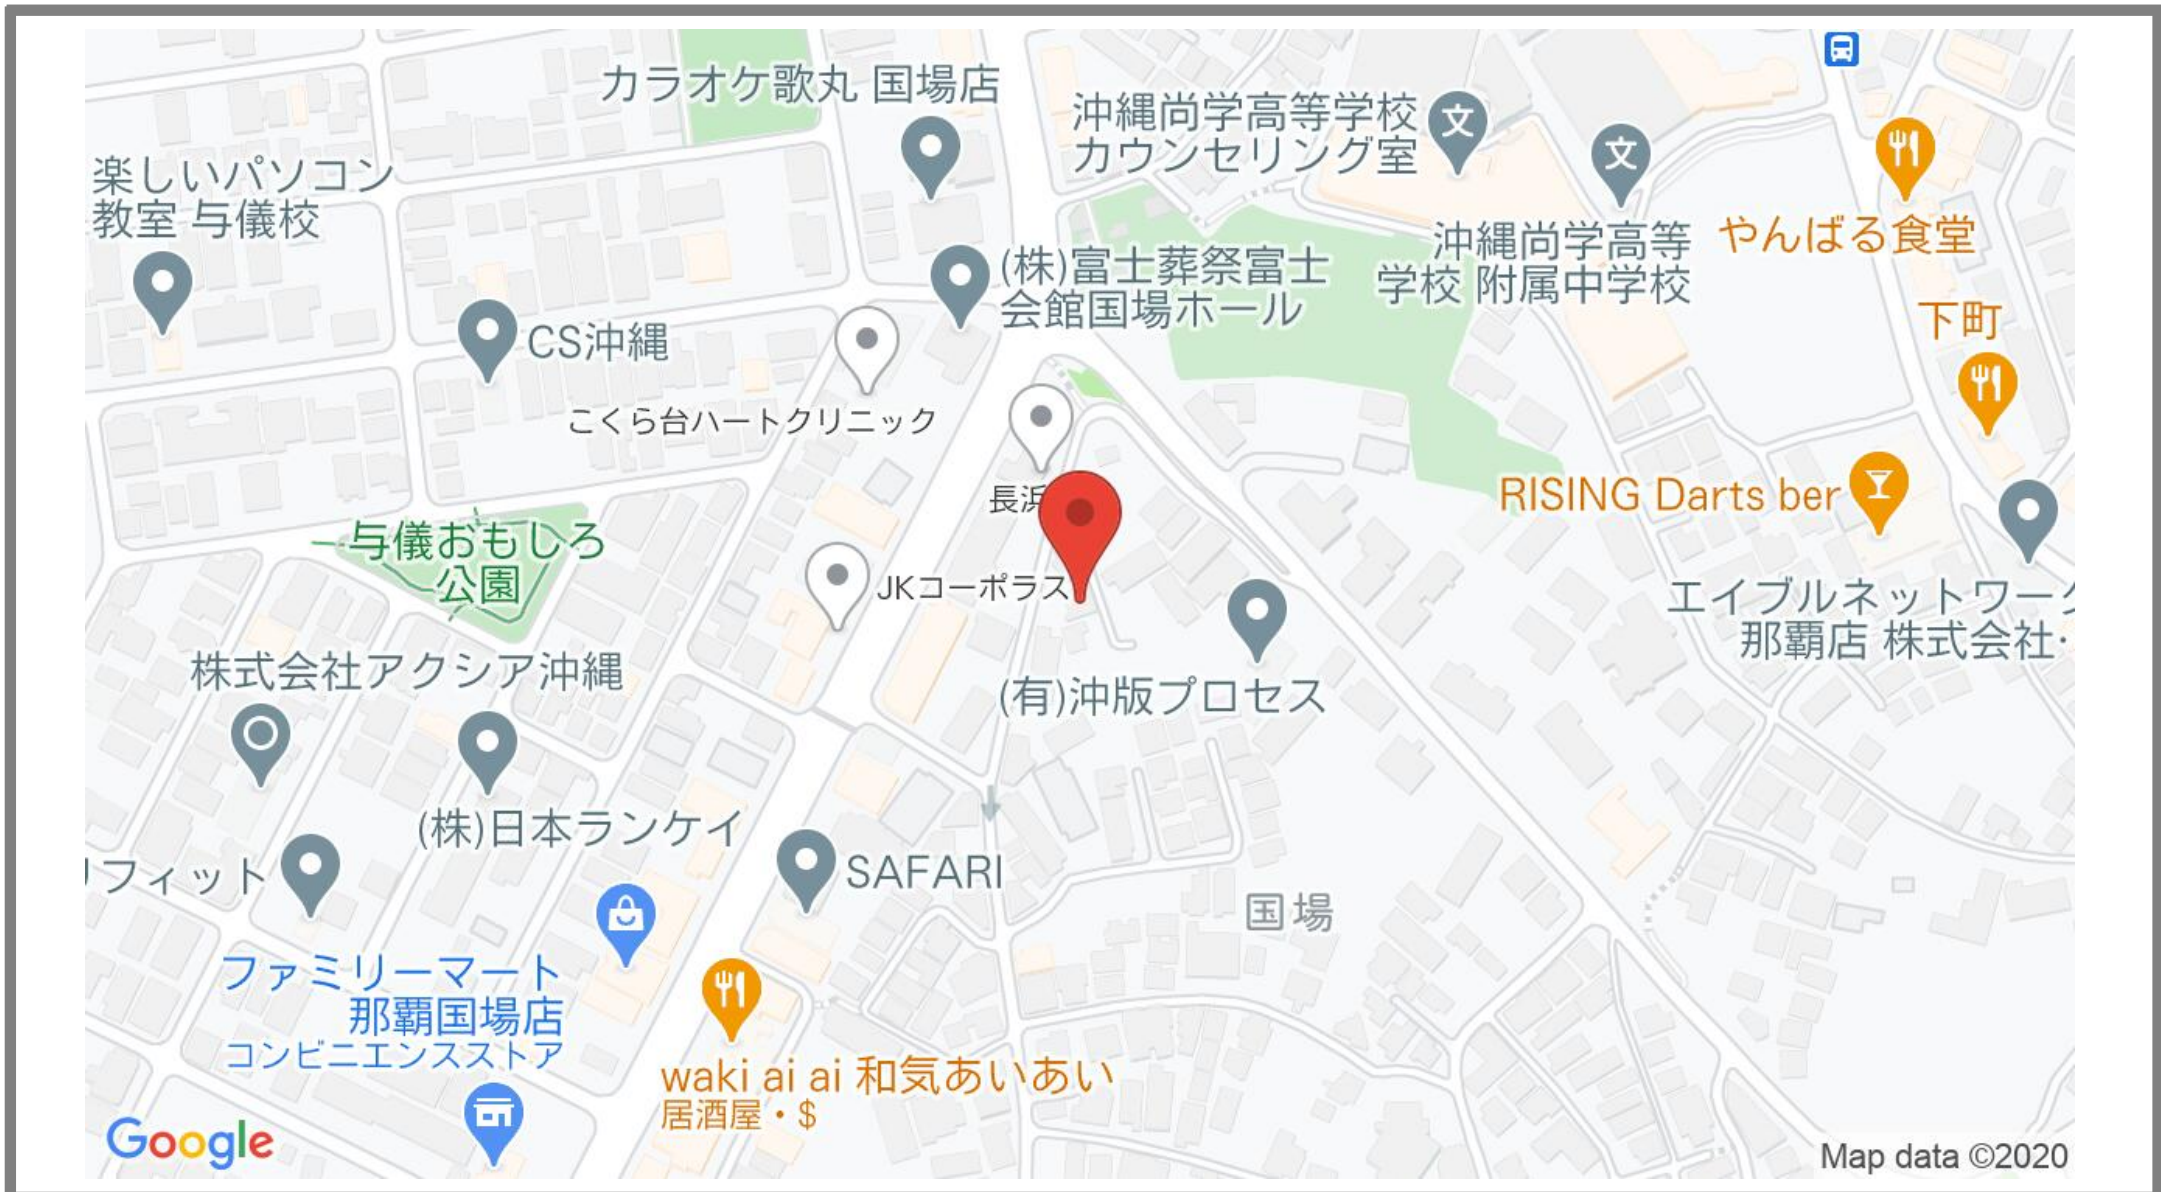 カラオケ歌丸 国場店
沖縄尚学高等学校
カウンセリング室
楽しいパソコン
教室 与儀校
沖縄尚学高等
学校 附属中学校
やんばる食堂
(株)富士葬祭富士
会館国場ホール
下町
CS沖縄
こくら台ハートクリニック
長浜
RISING Darts ber
与儀おもしろ
公園
JKコーポラス
エイブルネットワーク
那覇店 株式会社·
株式会社アクシア沖縄
(有)沖版プロセス
(株)日本ランケイ
リフィット
SAFARI
国場
ファミリーマート
那覇国場店
コンビニエンスストア
waki ai ai 和気あいあい
居酒屋・$
Google
Map data ©2020